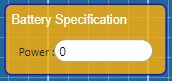 Battery Specification
Power : 0